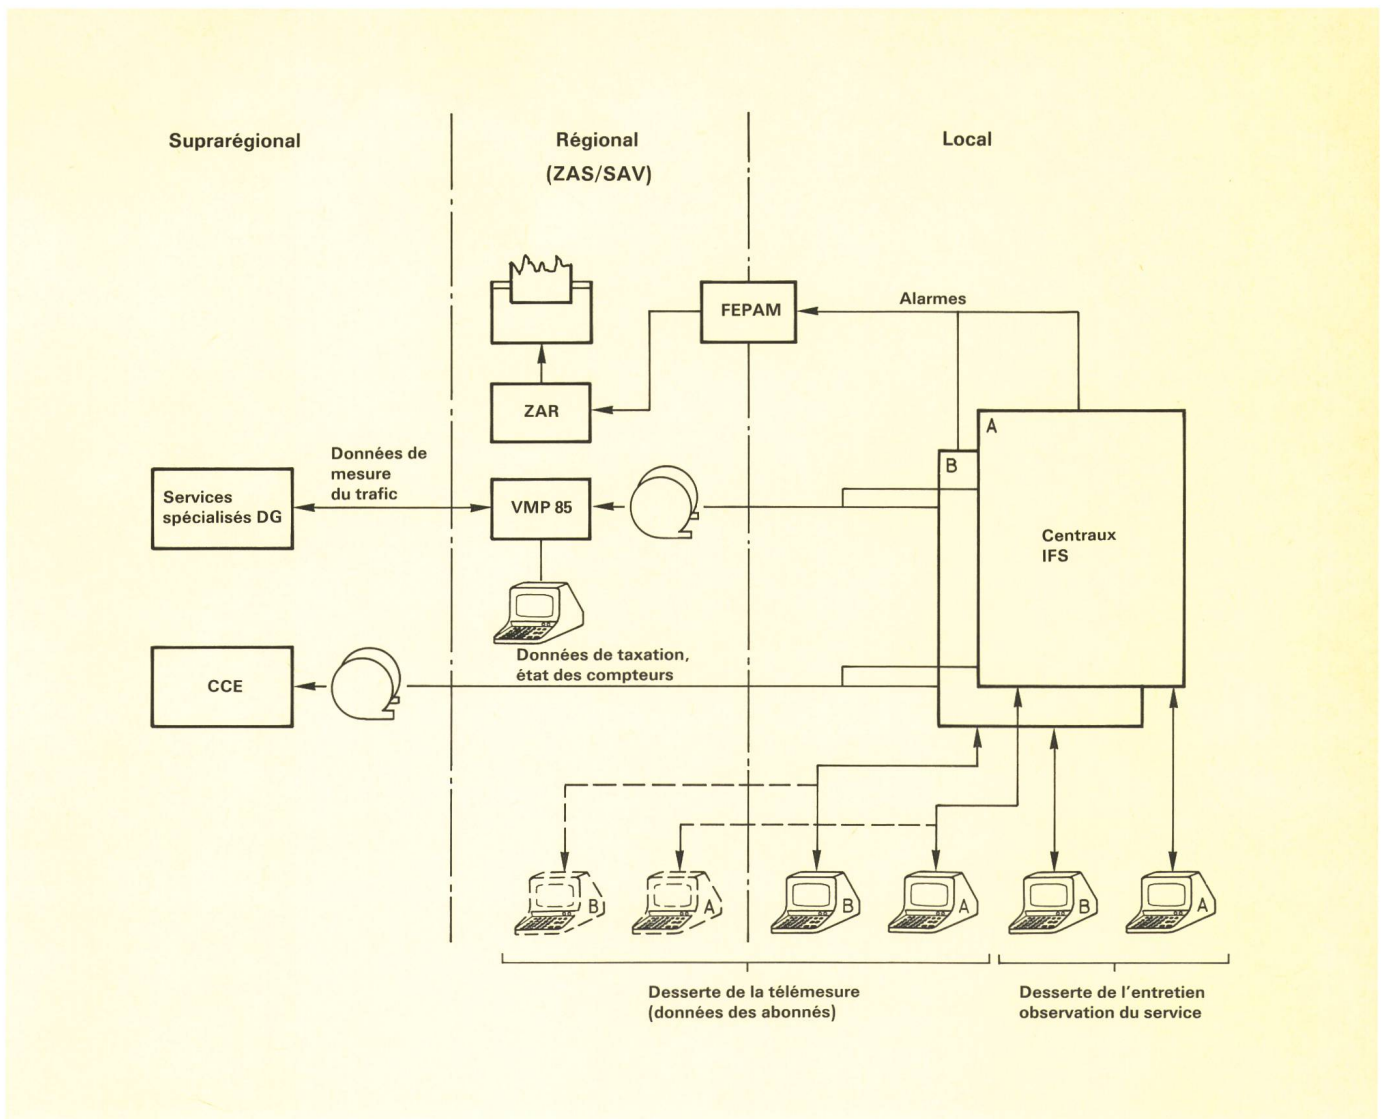 Suprarégional
Régional
(ZAS/SAV)
Local
FEPAM
Alarmes
ZAR
A
B
Données de
mesure
du trafic
Services
spécialisés DG
VMP 85
Centraux
IFS
Données de taxation,
état des compteurs
CCE
B
A
B
A
B
A
Desserte de la télémesure
(données des abonnés)
Desserte de l'entretien
observation du service